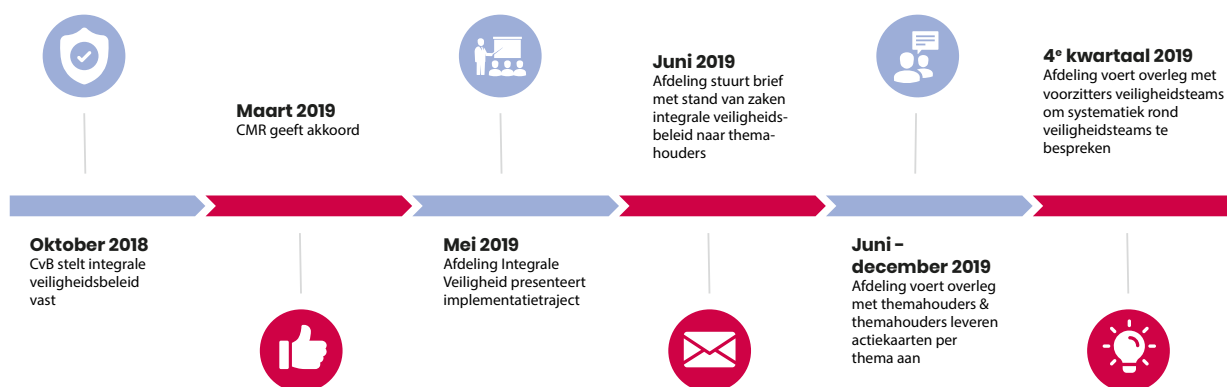 Oktober 2018
CvB stelt integrale
veiligheidsbeleid
vast
Maart 2019
CMR geeft akkoord
Mei 2019
Afdeling Integrale
Veiligheid presenteert
implementatietraject
Juni 2019
Afdeling stuurt brief
met stand van zaken
integrale veiligheids-
beleid naar thema-
houders
Juni –
december 2019
Afdeling voert overleg
met themahouders &
themahouders leveren
actiekaarten per
thema aan
4e kwartaal 2019
Afdeling voert overleg met
voorzitters veiligheidsteams
om systematiek rond
veiligheidsteams te
bespreken